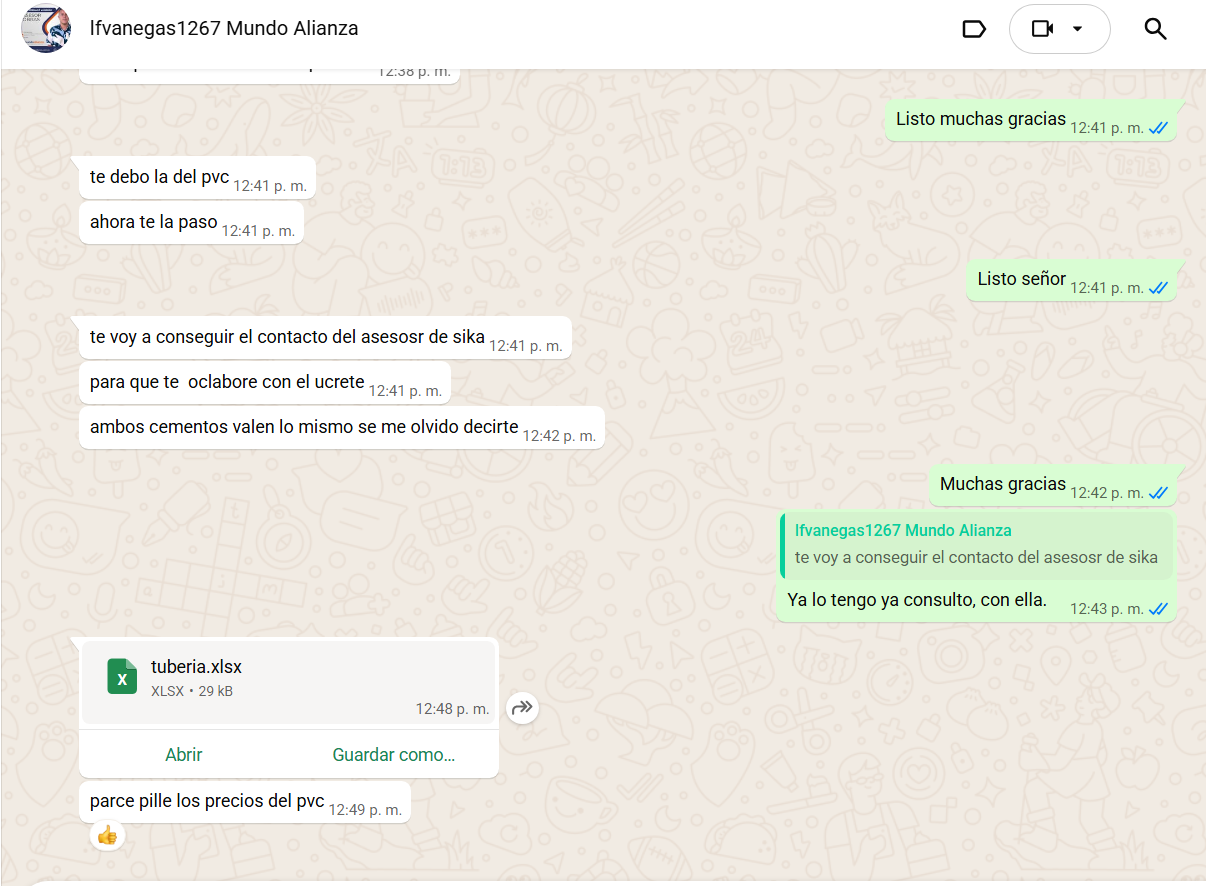 lfvanegas1267 Mundo Alianza
12:38 p. m.
Listo muchas gracias 12:41 p. m.
te debo la del pvc 12:41 p. m.
ahora te la paso 12:41 p. m.
Listo señor 12:41 p. m.
te voy a conseguir el contacto del asesosr de sika 12:41 p. m.
para que te oclabore con el ucrete 12:41 p. m.
ambos cementos valen lo mismo se me olvido decirte 12:42 p. m.
Muchas gracias 12:42 p. m.
lfvanegas1267 Mundo Alianza
te voy a conseguir el contacto del asesosr de sika
Ya lo tengo ya consulto, con ella. 12:43 p. m.
X tuberia.xlsx
XLSX • 29 kB
12:48 p. m.
Abrir Guardar como...
parce pille los precios del pvc 12:49 p. m.